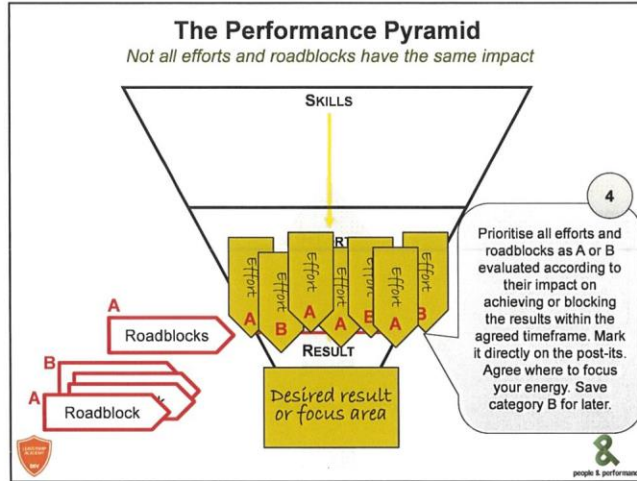 The Performance Pyramid
Not all efforts and roadblocks have the same impact
SKILLS
4
Prioritise all efforts and
roadblocks as A or B
evaluated according to
their impact on
achieving or blocking
the results within the
agreed timeframe. Mark
it directly on the post-its.
Agree where to focus
your energy. Save
category B for later.
Effort
A
Effort
B
Effort
A
Effort
A
Effort
B
Effort
A
B
RESULT
A
Roadblocks
B
A
Roadblock
Desired result
or focus area
LEADERSHIP
ACADEMY
people & performance